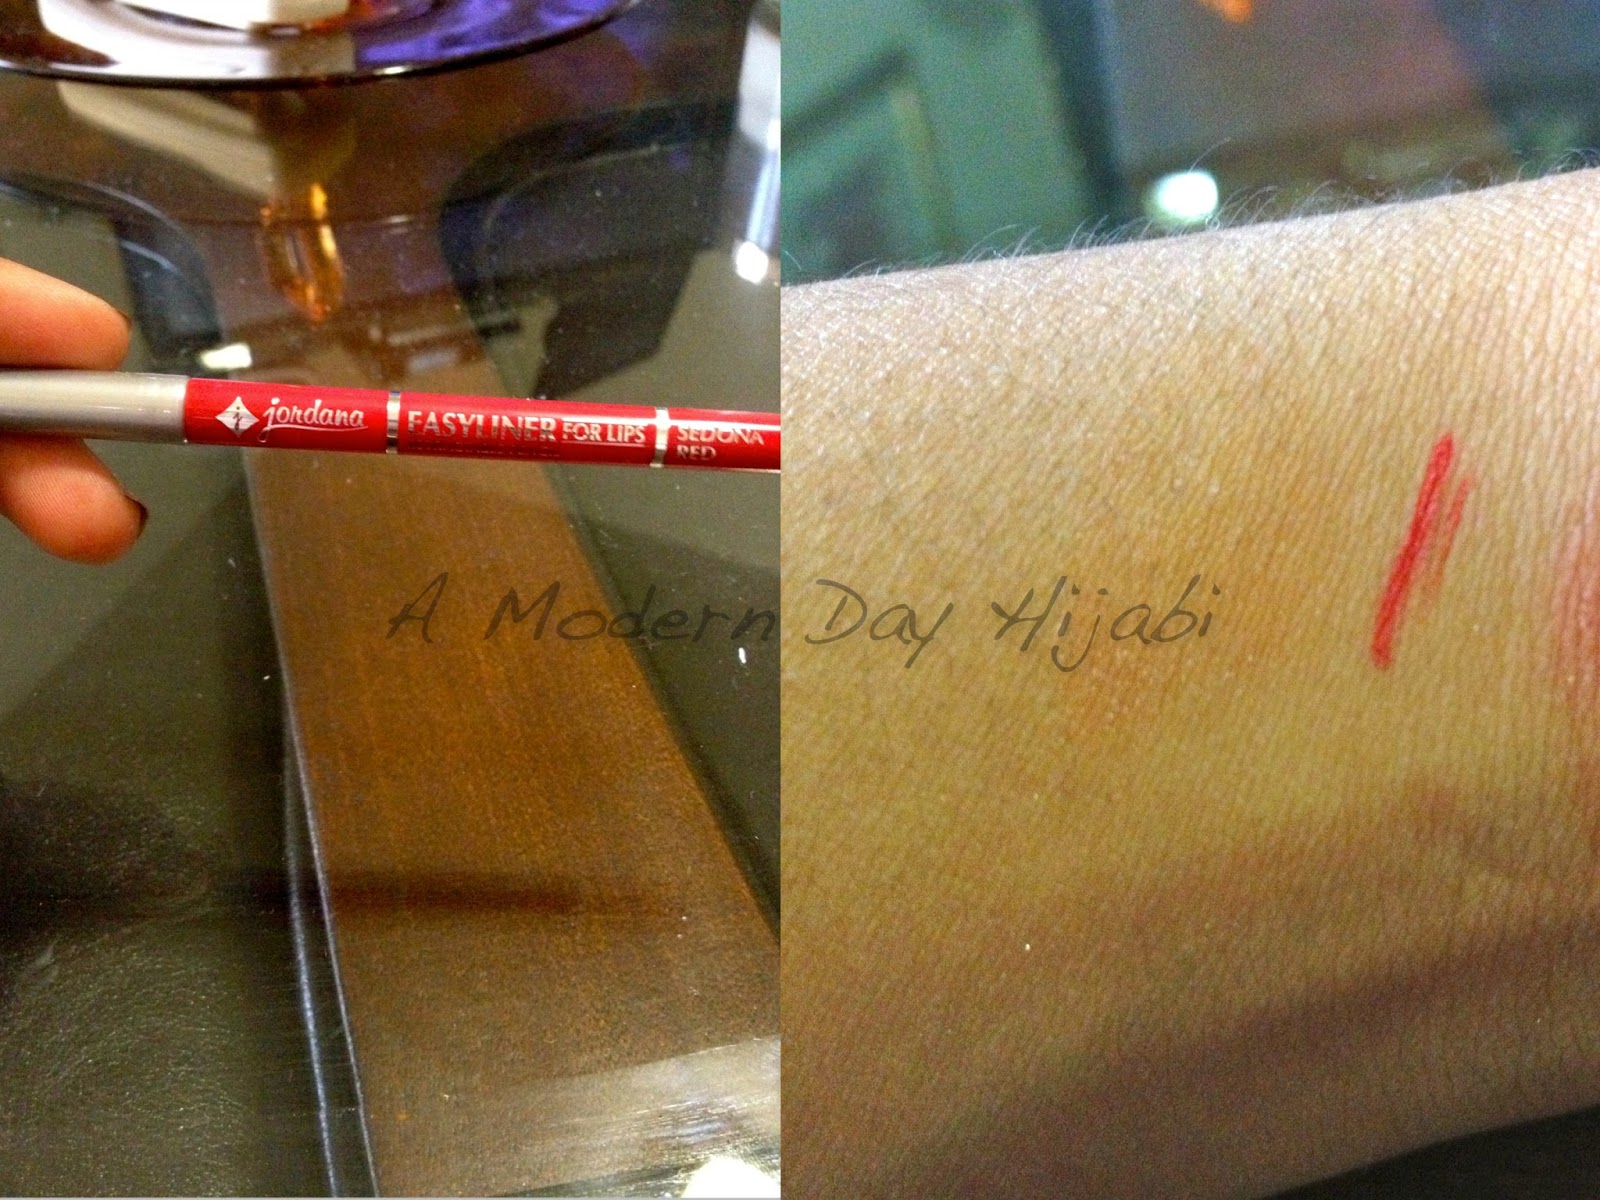 jordana EASYLINER FOR LIPS SEDONA
RED
A Modern Day Hijabi